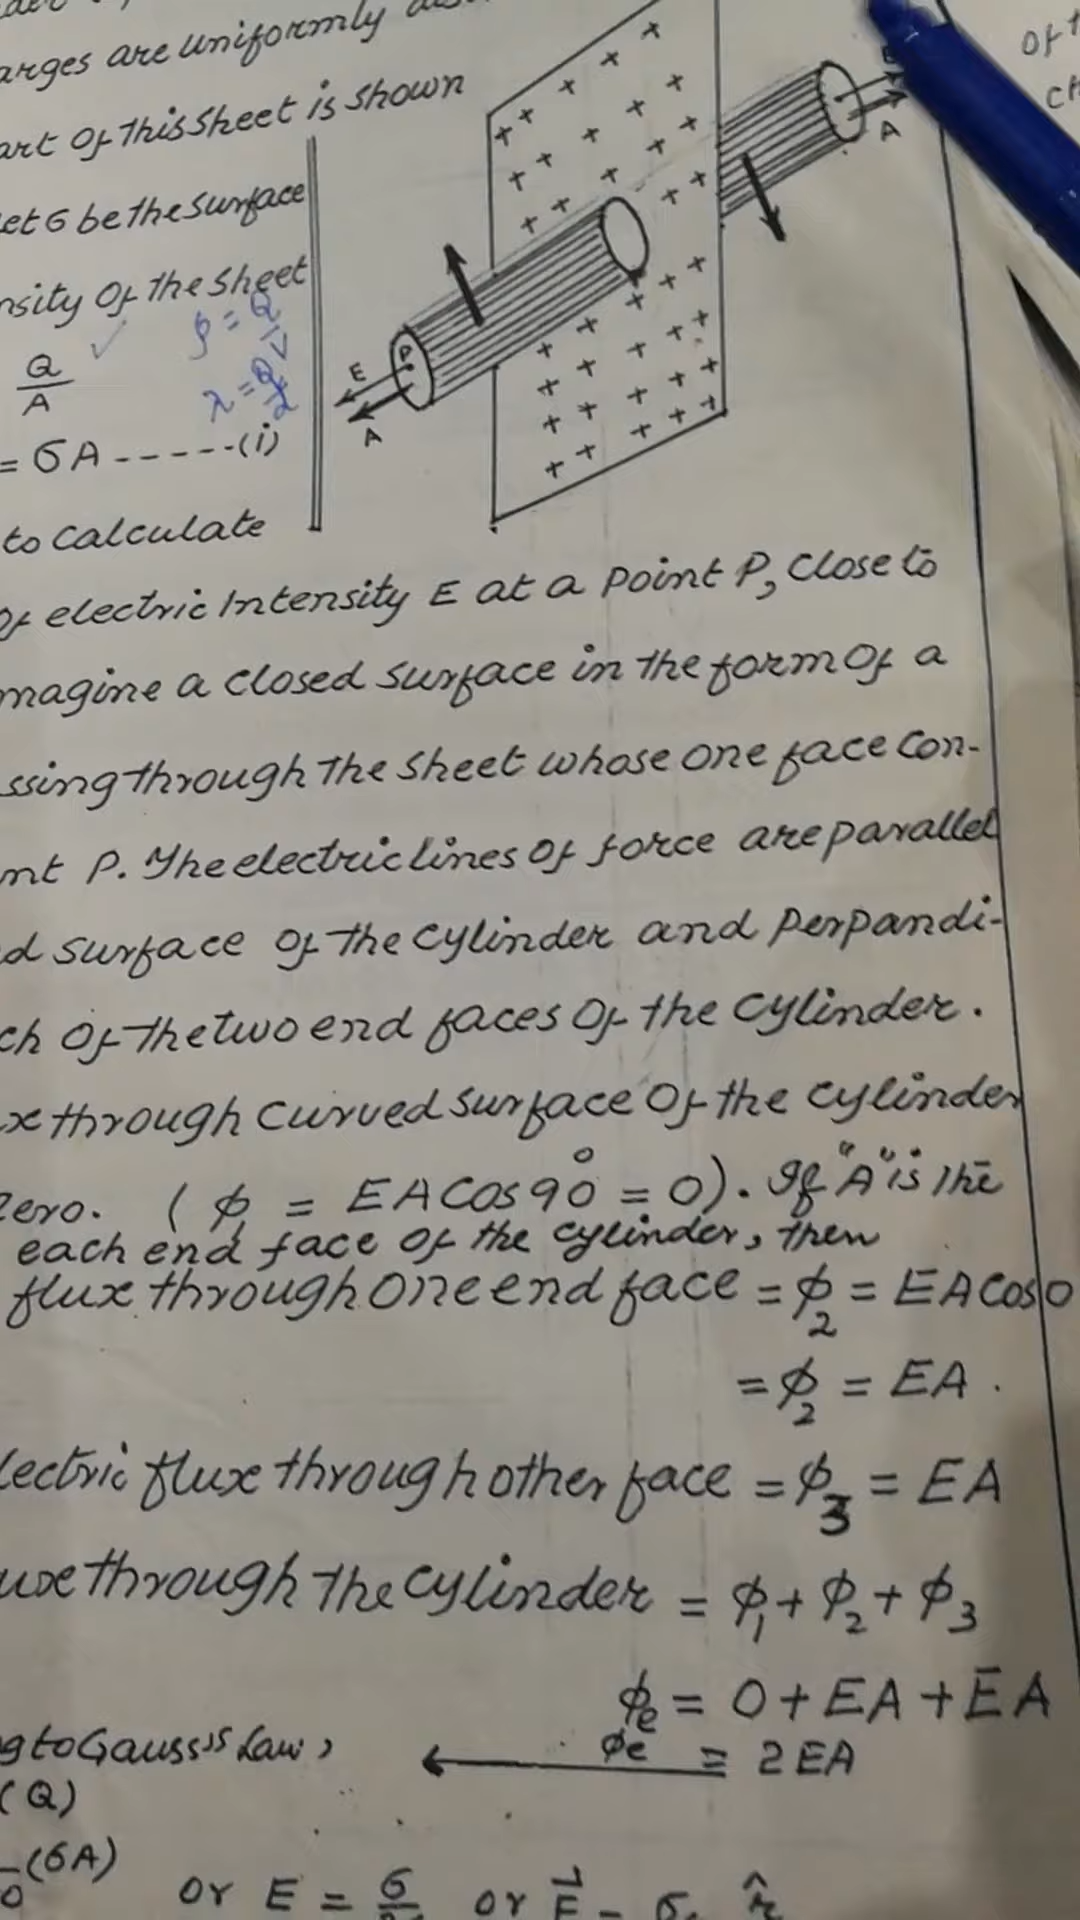 arges are uniformly
art of this sheet is shown
et σ be the surface
nsity of the sheet
ρ = Q/V
Q/A
λ = Q/L
= σA -----(i)
to calculate
E
A
P
E
A
of electric Intensity E at a point P, close to
magine a closed surface in the form of a
ssing through the sheet whose one face con-
nt P. The electric lines of force are parallel
d surface of the cylinder and perpandi-
ch of the two end faces of the cylinder.
x through curved surface of the cylinder
zero. ( ϕ₁ = EA Cos 90° = 0). If "A" is the
each end face of the cylinder, then
flux through one end face = ϕ₂ = EA cos 0
= ϕ₂ = EA .
lectric flux through other face = ϕ₃ = EA
ux through the cylinder = ϕ₁ + ϕ₂ + ϕ₃
ϕe = 0 + EA + EA
g to Gauss's Law, ϕe = 2EA
(Q)
(σA) or E = σ or E⃗ = σ r̂
of